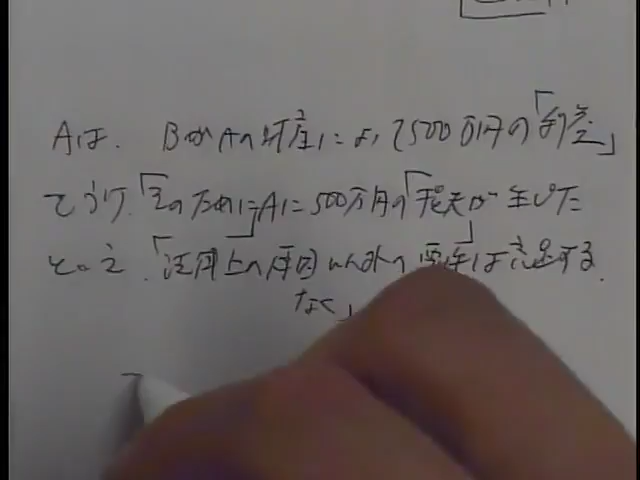 Aは、BがAの財産によって500万円の「利益」
をうけ、「そのために」Aに500万円の「損失」が生じた
とき、「法律上の原因
なく」以外の要件は充足する。